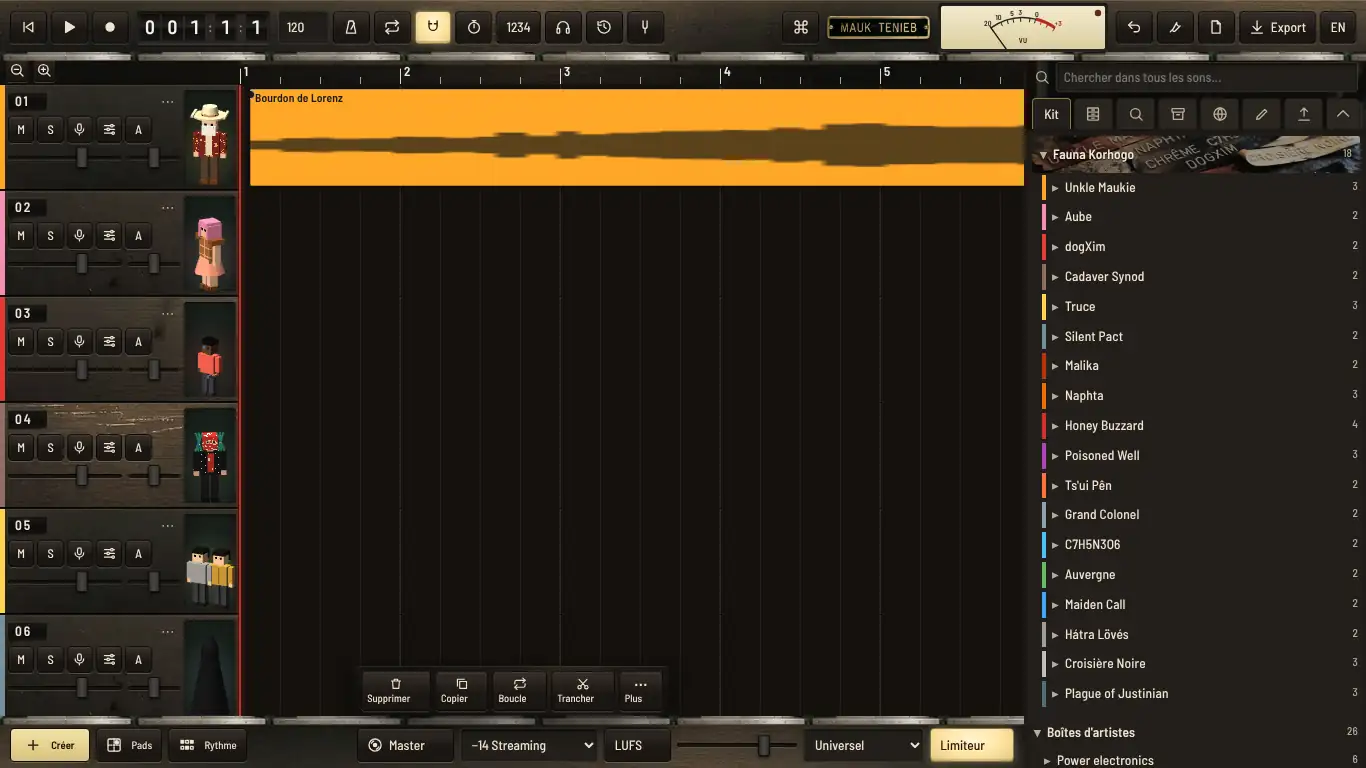 001:1:1
120
1234
MAUK TENIEB
20 10 5 3 0 +3
VU
Export
EN
1 2 3 4 5
Chercher dans tous les sons...
Kit
Fauna Korhogo 18
Unkle Maukie 3
Aube 2
dogXim 2
Cadaver Synod 2
Truce 3
Silent Pact 2
Malika 2
Naphta 3
Honey Buzzard 4
Poisoned Well 3
Ts'ui Pên 2
Grand Colonel 2
C7H5N3O6 2
Auvergne 2
Maiden Call 2
Hátra Lövés 2
Croisière Noire 3
Plague of Justinian 3
Boîtes d'artistes 26
Power electronics 6
01
M S A
Bourdon de Lorenz
02
M S A
03
M S A
04
M S A
05
M S A
06
M S A
Supprimer
Copier
Boucle
Trancher
Plus
Créer
Pads
Rythme
Master
−14 Streaming
LUFS
Universel
Limiteur